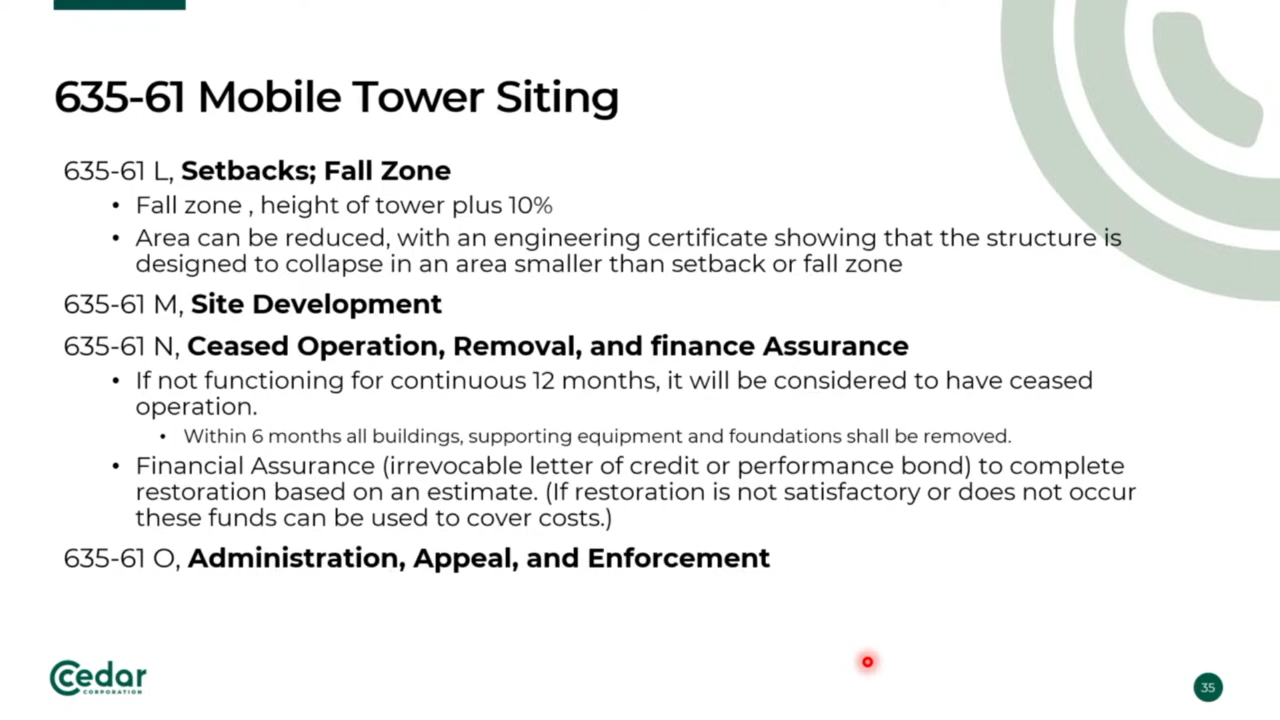 635-61 Mobile Tower Siting
635-61 L, Setbacks; Fall Zone
• Fall zone , height of tower plus 10%
• Area can be reduced, with an engineering certificate showing that the structure is
designed to collapse in an area smaller than setback or fall zone
635-61 M, Site Development
635-61 N, Ceased Operation, Removal, and finance Assurance
• If not functioning for continuous 12 months, it will be considered to have ceased
operation.
• Within 6 months all buildings, supporting equipment and foundations shall be removed.
• Financial Assurance (irrevocable letter of credit or performance bond) to complete
restoration based on an estimate. (If restoration is not satisfactory or does not occur
these funds can be used to cover costs.)
635-61 O, Administration, Appeal, and Enforcement
Cedar
CORPORATION
35